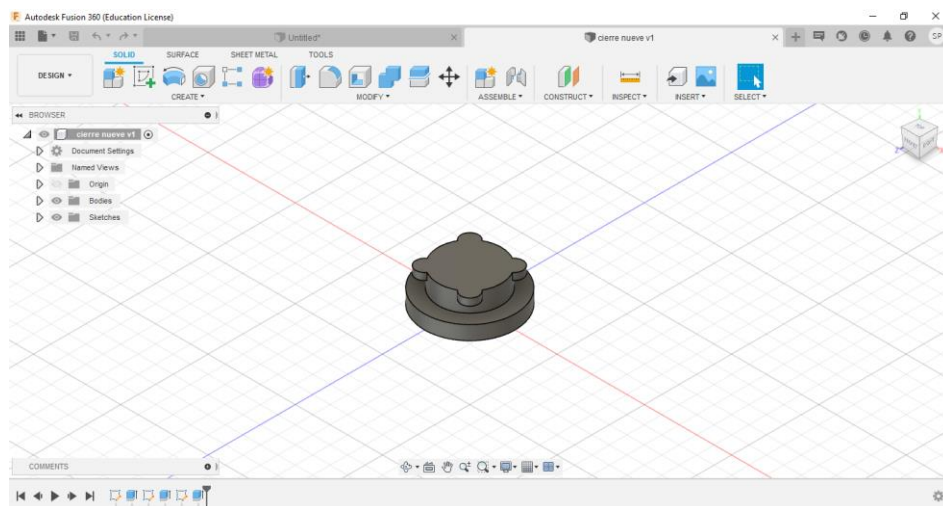 Autodesk Fusion 360 (Education License)
Untitled*
cierre nueve v1
SP
DESIGN
SOLID SURFACE SHEET METAL TOOLS
CREATE MODIFY ASSEMBLE CONSTRUCT INSPECT INSERT SELECT
BROWSER
cierre nueve v1
Document Settings
Named Views
Origin
Bodies
Sketches
COMMENTS